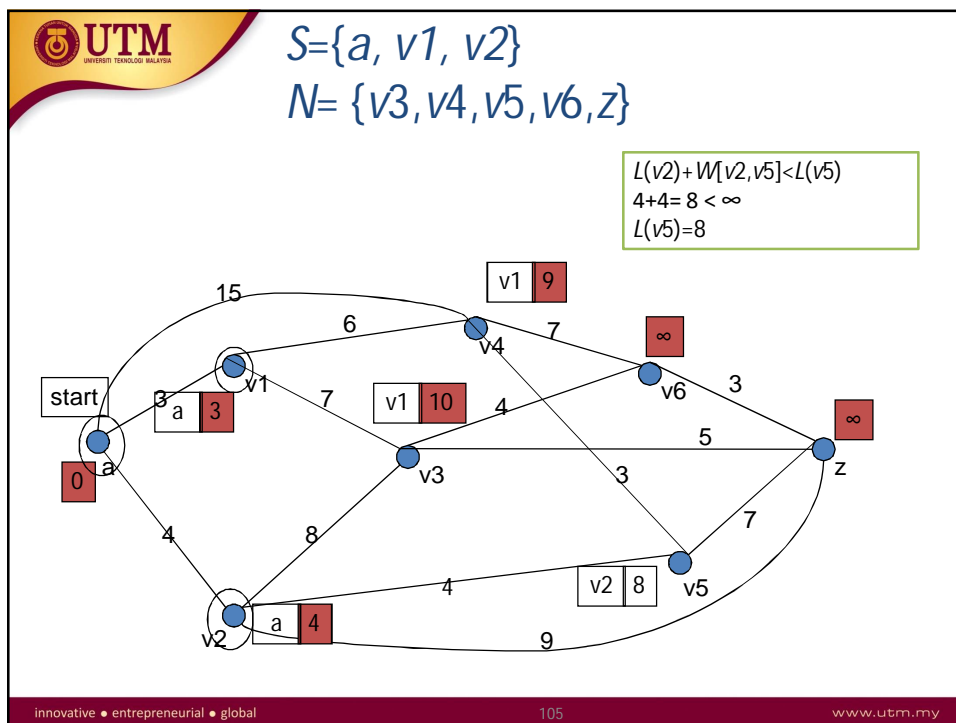 UTM
UNIVERSITI TEKNOLOGI MALAYSIA
S={a, v1, v2}
N= {v3,v4,v5,v6,z}
L(v2)+W[v2,v5]<L(v5)
4+4= 8 < ∞
L(v5)=8
v1 9
15
6
7
v4
∞
v1
v6
start
3
a 3
7
v1 10
4
3
∞
5
a
0
v3
3
z
4
8
7
4
v2 8
v5
v2
a 4
9
innovative ● entrepreneurial ● global
105
www.utm.my